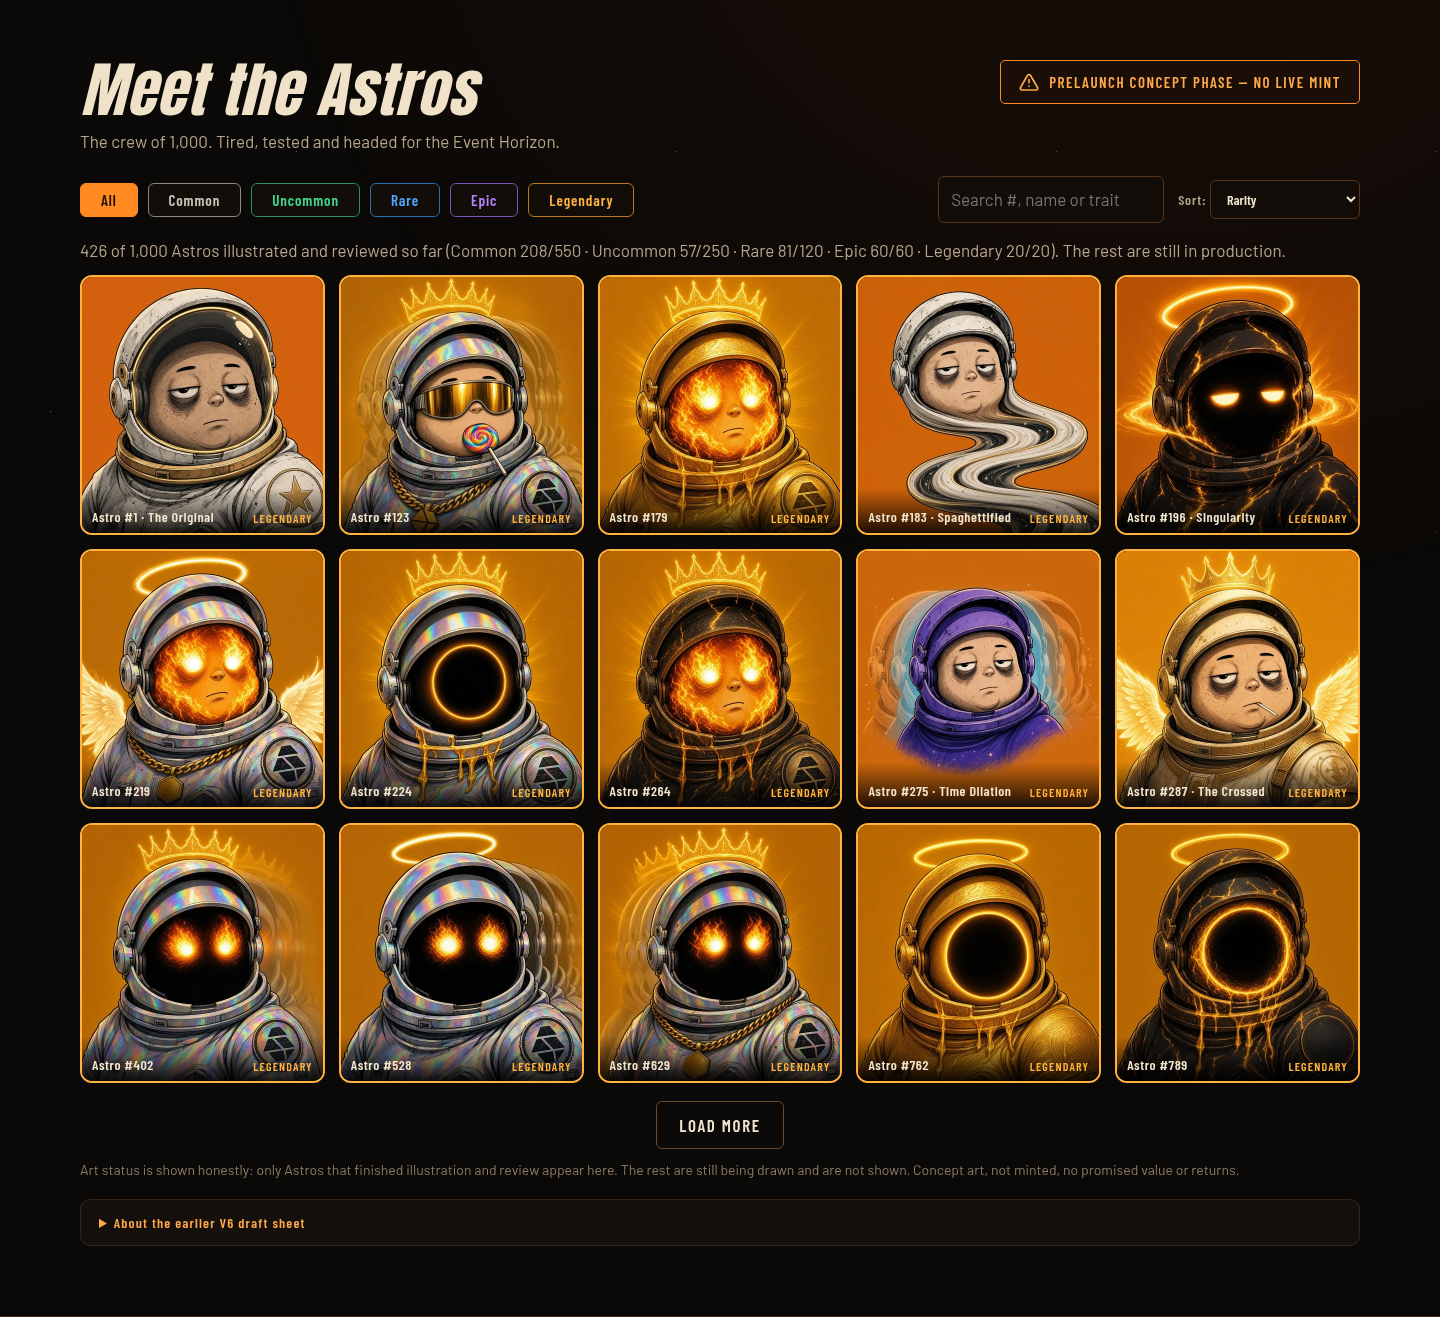 Meet the Astros
PRELAUNCH CONCEPT PHASE — NO LIVE MINT
The crew of 1,000. Tired, tested and headed for the Event Horizon.
All Common Uncommon Rare Epic Legendary Search #, name or trait Sort: Rarity
426 of 1,000 Astros illustrated and reviewed so far (Common 208/550 · Uncommon 57/250 · Rare 81/120 · Epic 60/60 · Legendary 20/20). The rest are still in production.
Astro #1 · The Original LEGENDARY
Astro #123 LEGENDARY
Astro #179 LEGENDARY
Astro #183 · Spaghettified LEGENDARY
Astro #196 · Singularity LEGENDARY
Astro #219 LEGENDARY
Astro #224 LEGENDARY
Astro #264 LEGENDARY
Astro #275 · Time Dilation LEGENDARY
Astro #287 · The Crossed LEGENDARY
Astro #402 LEGENDARY
Astro #528 LEGENDARY
Astro #629 LEGENDARY
Astro #762 LEGENDARY
Astro #789 LEGENDARY
LOAD MORE
Art status is shown honestly: only Astros that finished illustration and review appear here. The rest are still being drawn and are not shown. Concept art, not minted, no promised value or returns.
About the earlier V6 draft sheet